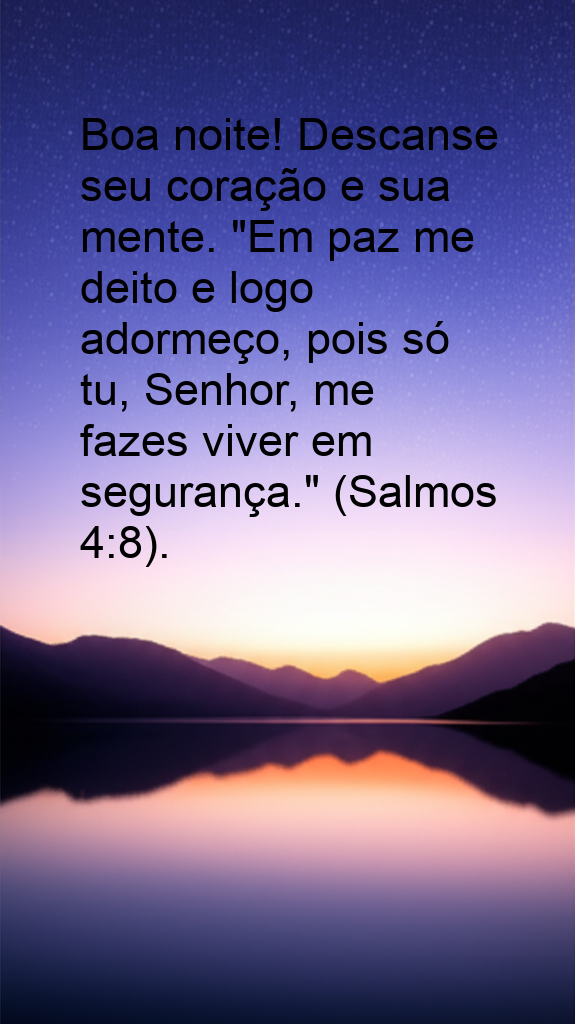 Boa noite! Descanse
seu coração e sua
mente. "Em paz me
deito e logo
adormeço, pois só
tu, Senhor, me
fazes viver em
segurança." (Salmos
4:8).